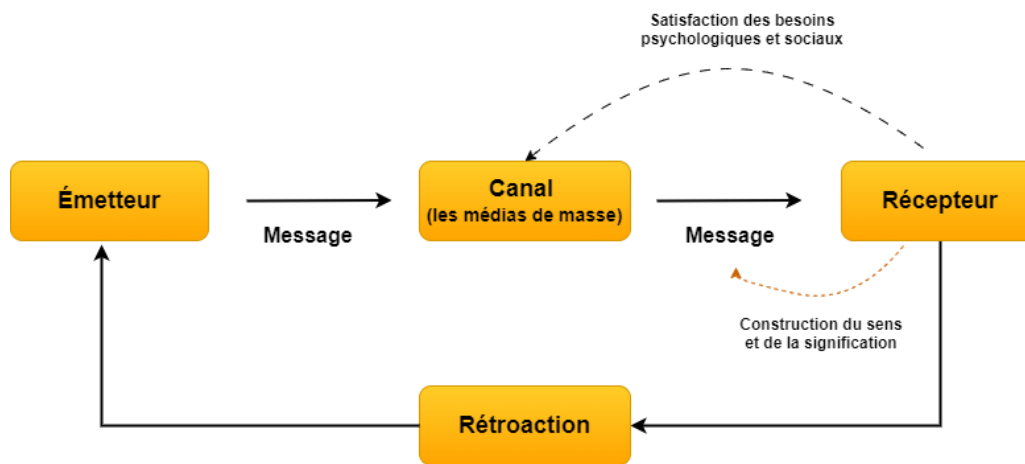 Satisfaction des besoins
psychologiques et sociaux
Émetteur
Message
Canal
(les médias de masse)
Message
Récepteur
Construction du sens
et de la signification
Rétroaction